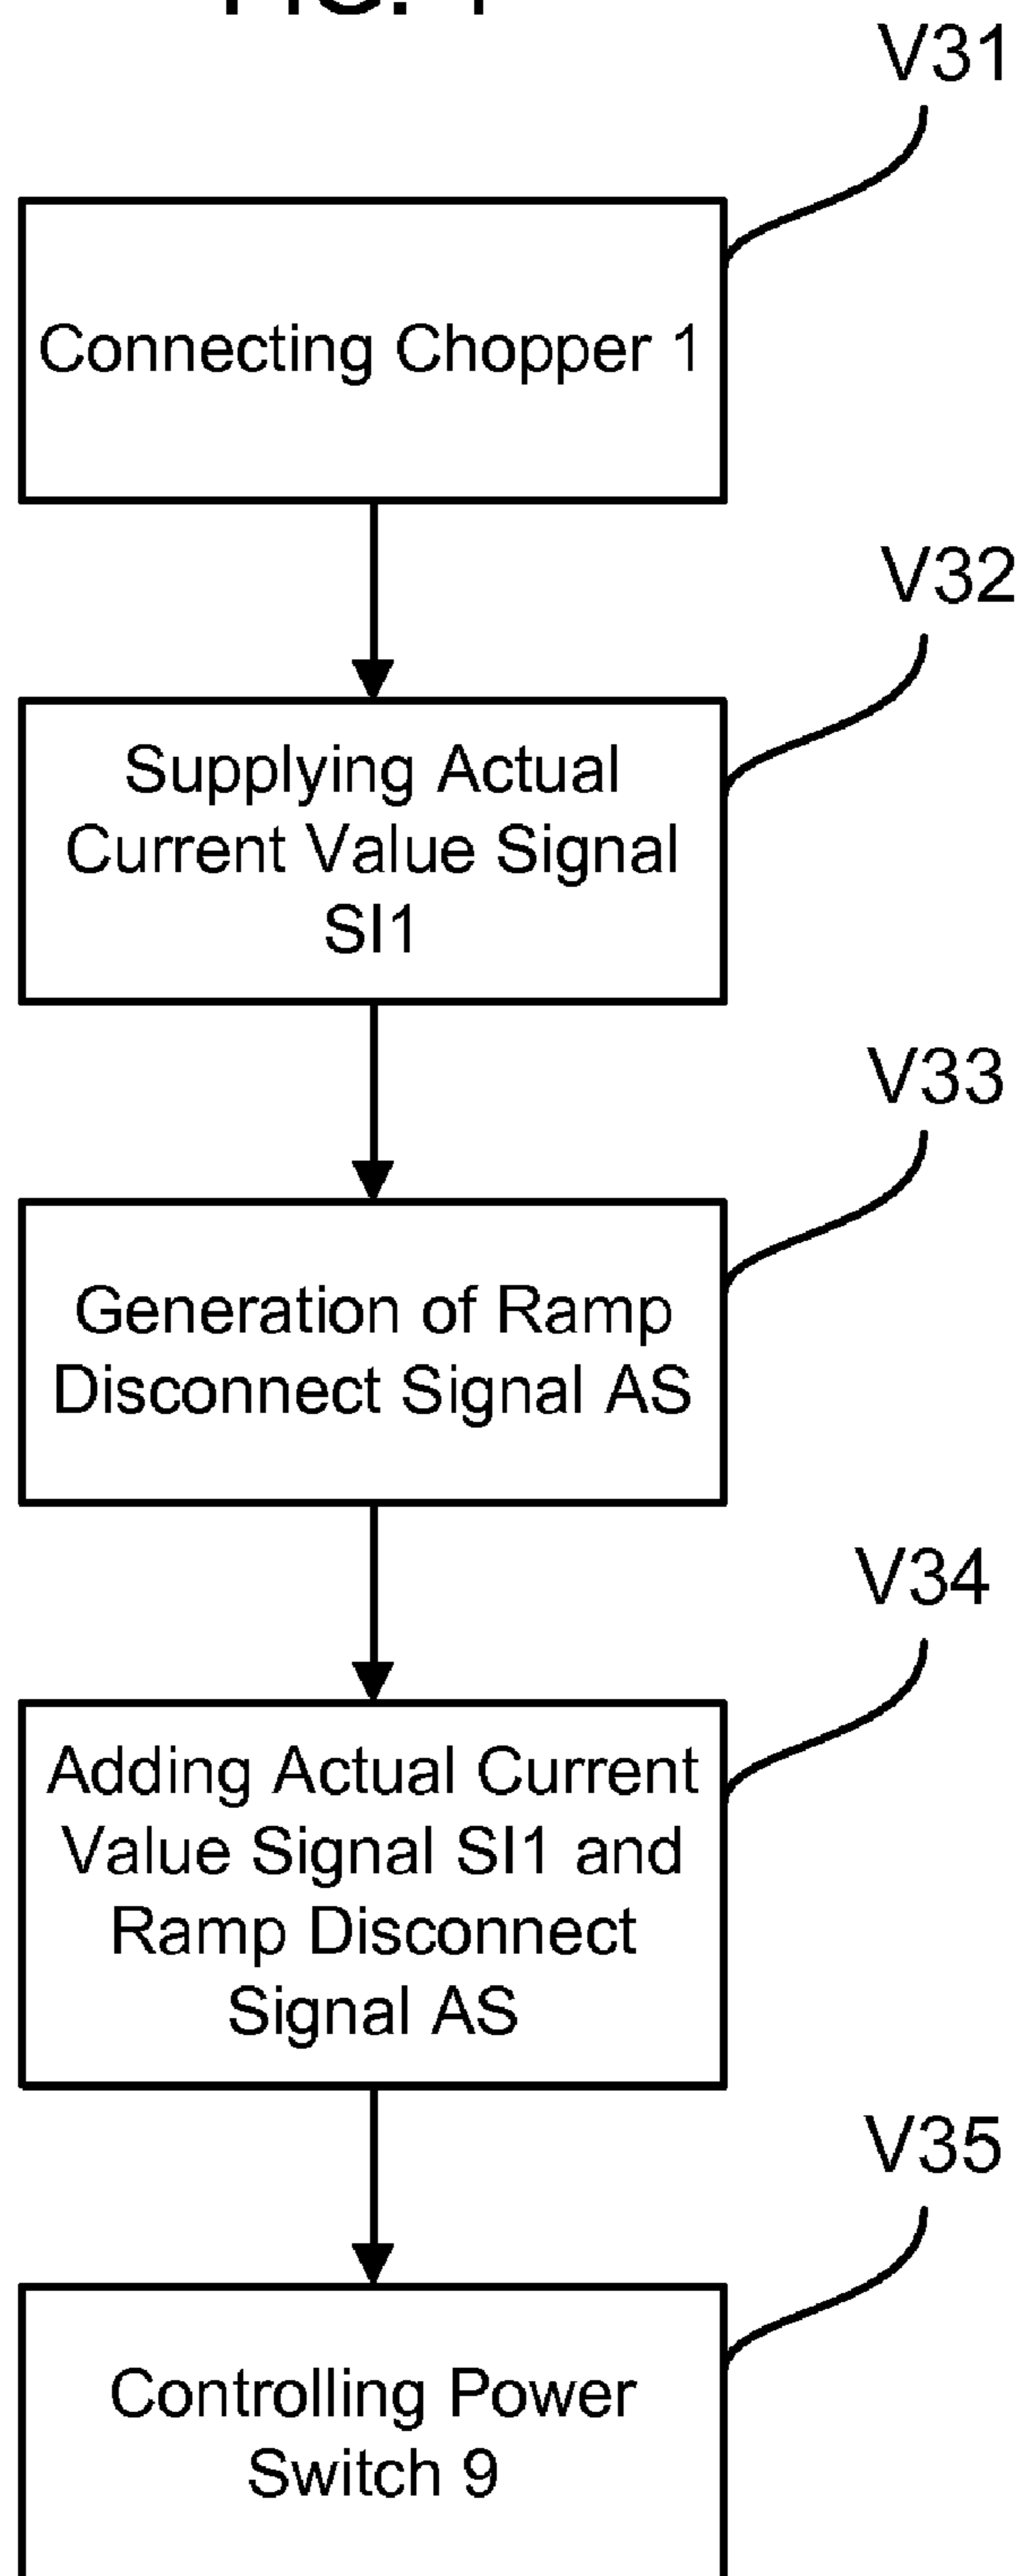 V31
Connecting Chopper 1
V32
Supplying Actual
Current Value Signal
SI1
V33
Generation of Ramp
Disconnect Signal AS
V34
Adding Actual Current
Value Signal SI1 and
Ramp Disconnect
Signal AS
V35
Controlling Power
Switch 9